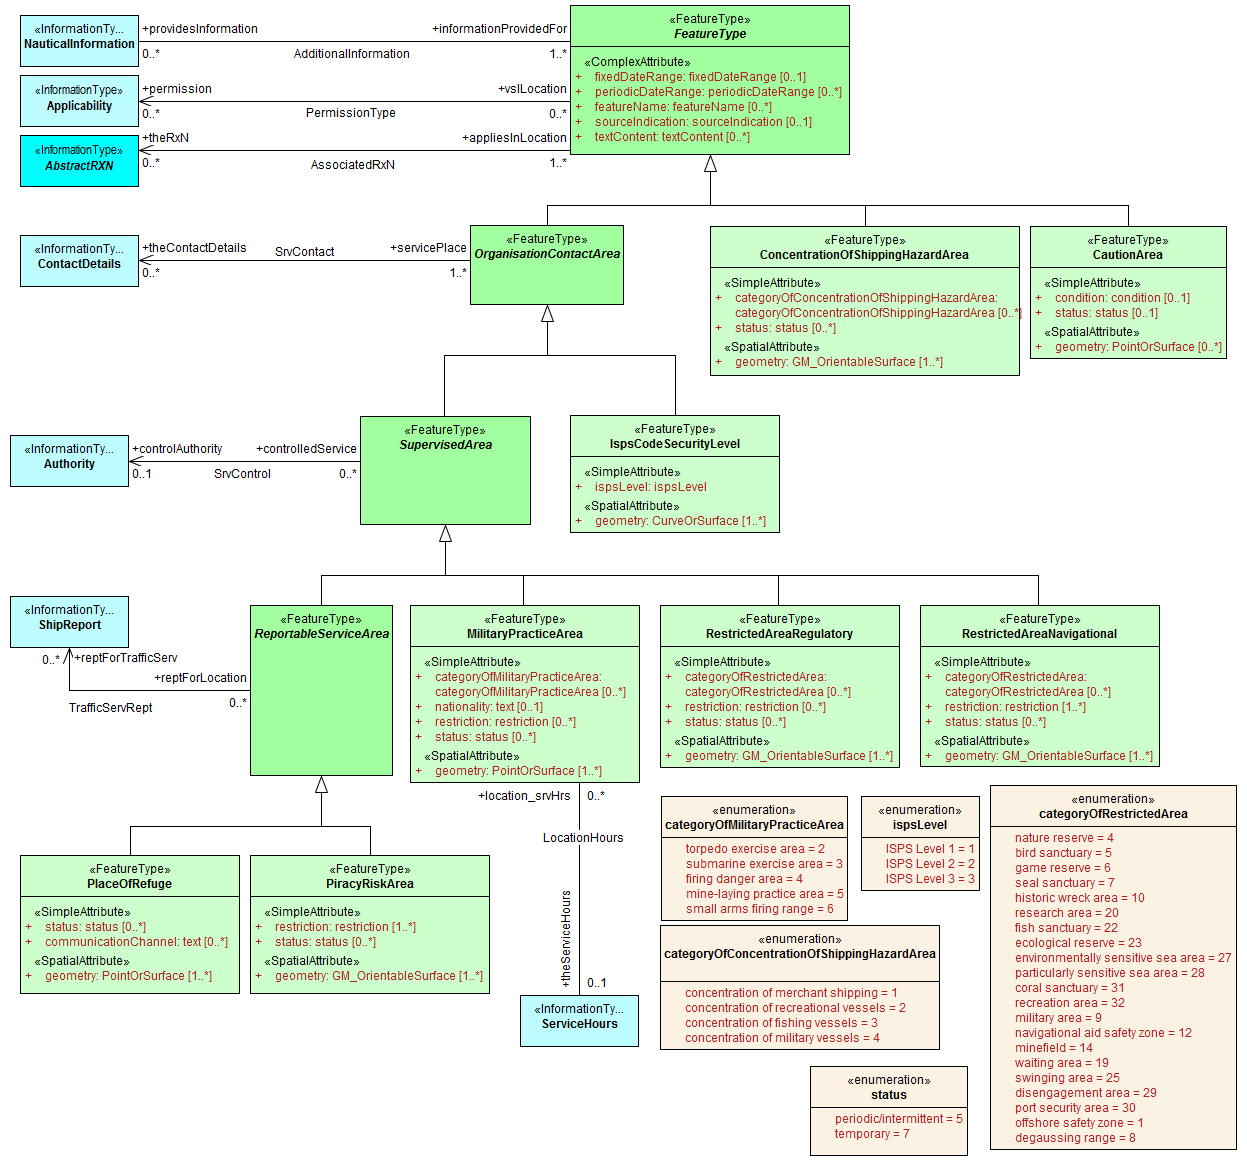 «InformationTy...
NauticalInformation
+providesInformation
+informationProvidedFor
0..*
AdditionalInformation
1..*
«FeatureType»
FeatureType
«ComplexAttribute»
+ fixedDateRange: fixedDateRange [0..1]
+ periodicDateRange: periodicDateRange [0..*]
+ featureName: featureName [0..*]
+ sourceIndication: sourceIndication [0..1]
+ textContent: textContent [0..*]
«InformationType»
Applicability
+permission
+vslLocation
0..*
PermissionType
0..*
«InformationType»
AbstractRXN
+theRxN
+appliesInLocation
0..*
AssociatedRxN
1..*
«InformationTy...
ContactDetails
+theContactDetails
SrvContact
+servicePlace
0..*
1..*
«FeatureType»
OrganisationContactArea
«FeatureType»
ConcentrationOfShippingHazardArea
«SimpleAttribute»
+ categoryOfConcentrationOfShippingHazardArea:
categoryOfConcentrationOfShippingHazardArea [0..*]
+ status: status [0..*]
«SpatialAttribute»
+ geometry: GM_OrientableSurface [1..*]
«FeatureType»
CautionArea
«SimpleAttribute»
+ condition: condition [0..1]
+ status: status [0..1]
«SpatialAttribute»
+ geometry: PointOrSurface [0..*]
«InformationTy...
Authority
+controlAuthority
+controlledService
0..1
SrvControl
0..*
«FeatureType»
SupervisedArea
«FeatureType»
IspsCodeSecurityLevel
«SimpleAttribute»
+ ispsLevel: ispsLevel
«SpatialAttribute»
+ geometry: CurveOrSurface [1..*]
«InformationTy...
ShipReport
0..*
+reptForTrafficServ
+reptForLocation
TrafficServRept
0..*
«FeatureType»
ReportableServiceArea
«FeatureType»
MilitaryPracticeArea
«SimpleAttribute»
+ categoryOfMilitaryPracticeArea:
categoryOfMilitaryPracticeArea [0..*]
+ nationality: text [0..1]
+ restriction: restriction [0..*]
+ status: status [0..*]
«SpatialAttribute»
+ geometry: PointOrSurface [1..*]
«FeatureType»
RestrictedAreaRegulatory
«SimpleAttribute»
+ categoryOfRestrictedArea:
categoryOfRestrictedArea [0..*]
+ restriction: restriction [0..*]
+ status: status [0..*]
«SpatialAttribute»
+ geometry: GM_OrientableSurface [1..*]
«FeatureType»
RestrictedAreaNavigational
«SimpleAttribute»
+ categoryOfRestrictedArea:
categoryOfRestrictedArea [0..*]
+ restriction: restriction [1..*]
+ status: status [0..*]
«SpatialAttribute»
+ geometry: GM_OrientableSurface [1..*]
+location_srvHrs
0..*
LocationHours
+theServiceHours
0..1
«InformationTy...
ServiceHours
«FeatureType»
PlaceOfRefuge
«SimpleAttribute»
+ status: status [0..*]
+ communicationChannel: text [0..*]
«SpatialAttribute»
+ geometry: PointOrSurface [1..*]
«FeatureType»
PiracyRiskArea
«SimpleAttribute»
+ restriction: restriction [1..*]
+ status: status [0..*]
«SpatialAttribute»
+ geometry: GM_OrientableSurface [1..*]
«enumeration»
categoryOfMilitaryPracticeArea
torpedo exercise area = 2
submarine exercise area = 3
firing danger area = 4
mine-laying practice area = 5
small arms firing range = 6
«enumeration»
ispsLevel
ISPS Level 1 = 1
ISPS Level 2 = 2
ISPS Level 3 = 3
«enumeration»
categoryOfConcentrationOfShippingHazardArea
concentration of merchant shipping = 1
concentration of recreational vessels = 2
concentration of fishing vessels = 3
concentration of military vessels = 4
«enumeration»
categoryOfRestrictedArea
nature reserve = 4
bird sanctuary = 5
game reserve = 6
seal sanctuary = 7
historic wreck area = 10
research area = 20
fish sanctuary = 22
ecological reserve = 23
environmentally sensitive sea area = 27
particularly sensitive sea area = 28
coral sanctuary = 31
recreation area = 32
military area = 9
navigational aid safety zone = 12
minefield = 14
waiting area = 19
swinging area = 25
disengagement area = 29
port security area = 30
offshore safety zone = 1
degaussing range = 8
«enumeration»
status
periodic/intermittent = 5
temporary = 7